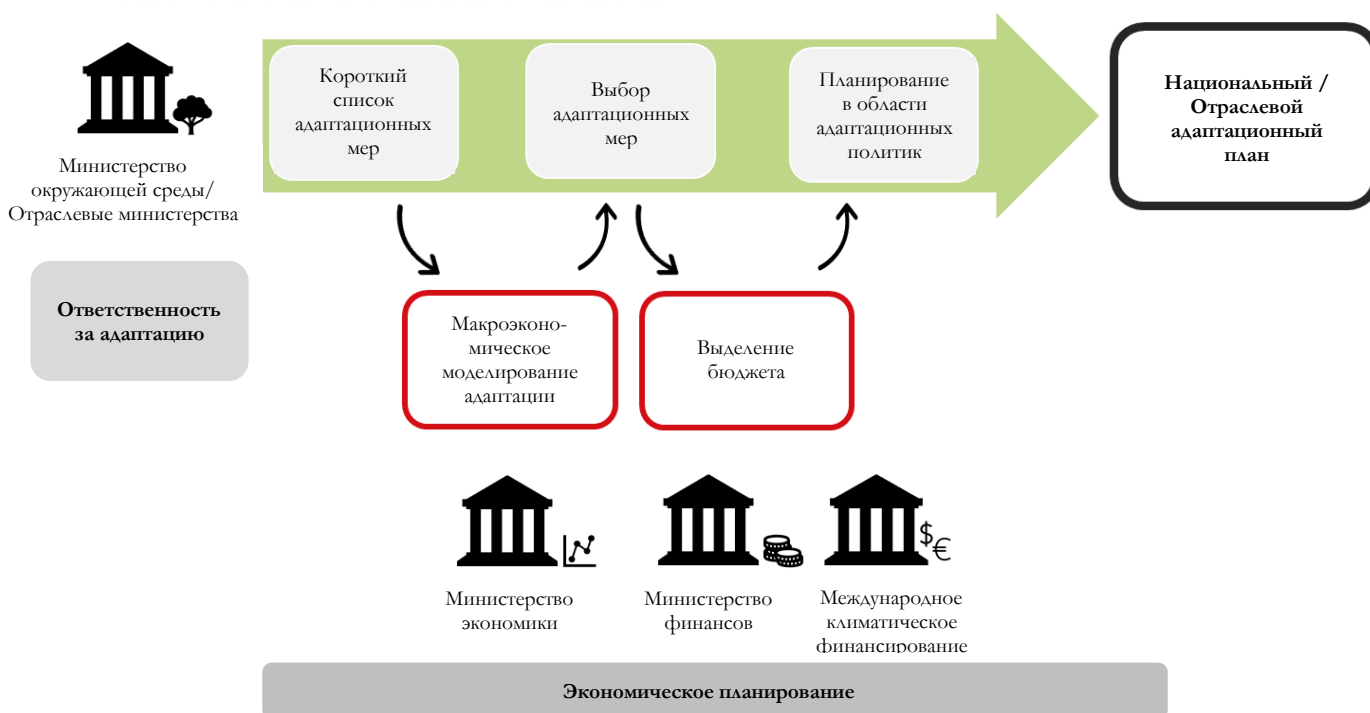 Министерство
окружающей среды/
Отраслевые министерства
Ответственность
за адаптацию
Короткий
список
адаптационных
мер
Выбор
адаптационных
мер
Планирование
в области
адаптационных
политик
Национальный /
Отраслевой
адаптационный
план
Макроэконо-
мическое
моделирование
адаптации
Выделение
бюджета
$
€
Министерство
экономики
Министерство
финансов
Международное
климатическое
финансирование
Экономическое планирование